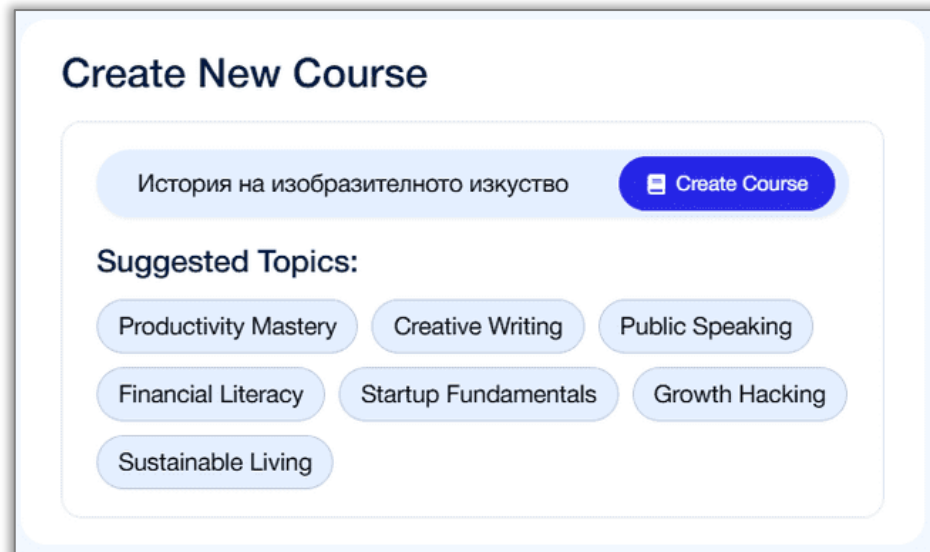 Create New Course
История на изобразителното изкуство
Create Course
Suggested Topics:
Productivity Mastery
Creative Writing
Public Speaking
Financial Literacy
Startup Fundamentals
Growth Hacking
Sustainable Living